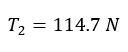 T₂ = 114.7 N